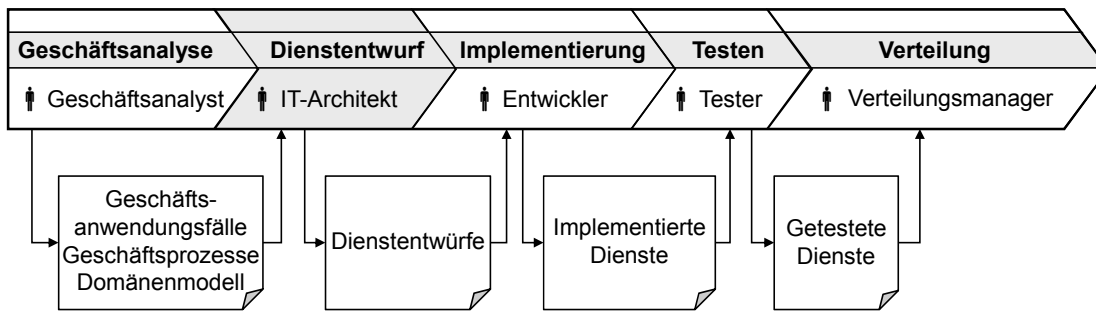 Geschäftsanalyse
Dienstentwurf
Implementierung
Testen
Verteilung
Geschäftsanalyst
IT-Architekt
Entwickler
Tester
Verteilungsmanager
Geschäfts-
anwendungsfälle
Geschäftsprozesse
Domänenmodell
Dienstentwürfe
Implementierte
Dienste
Getestete
Dienste